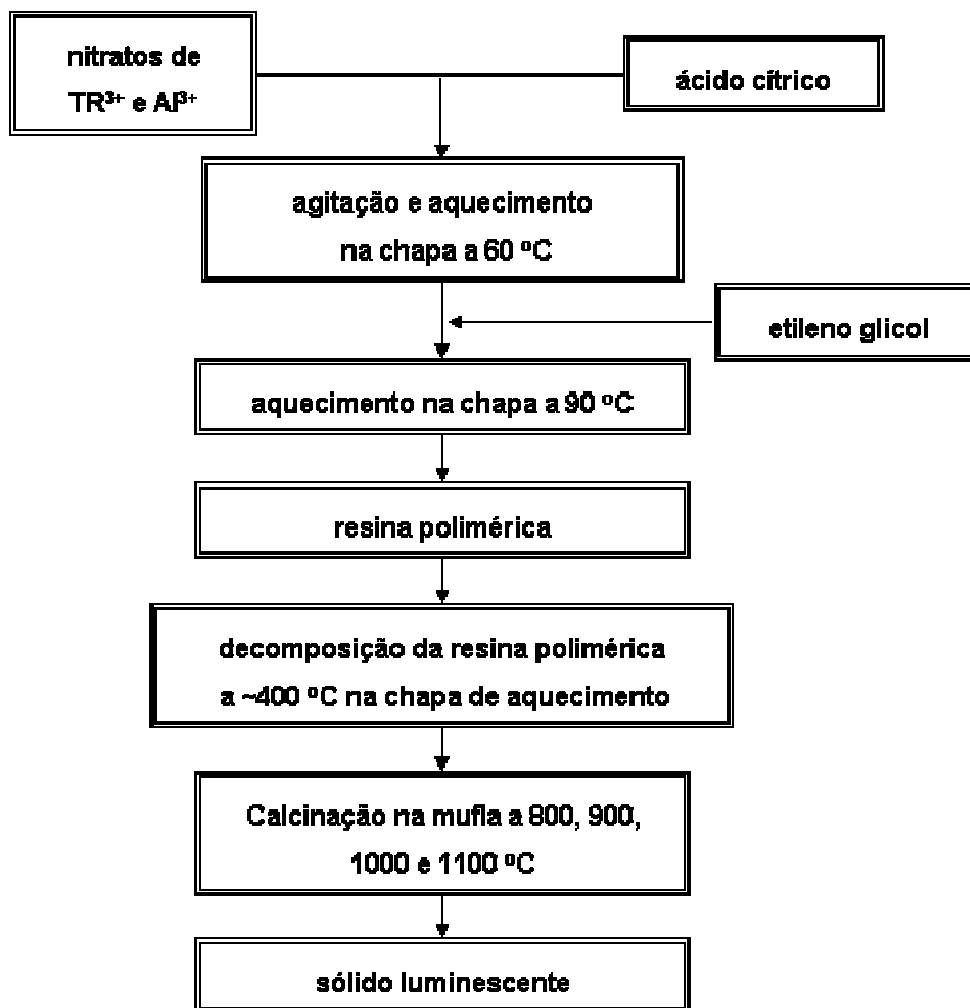 nitratos de
TR³⁺ e Al³⁺
ácido cítrico
agitação e aquecimento
na chapa a 60 ºC
etileno glicol
aquecimento na chapa a 90 ºC
resina polimérica
decomposição da resina polimérica
a ~400 ºC na chapa de aquecimento
Calcinação na mufla a 800, 900,
1000 e 1100 ºC
sólido luminescente